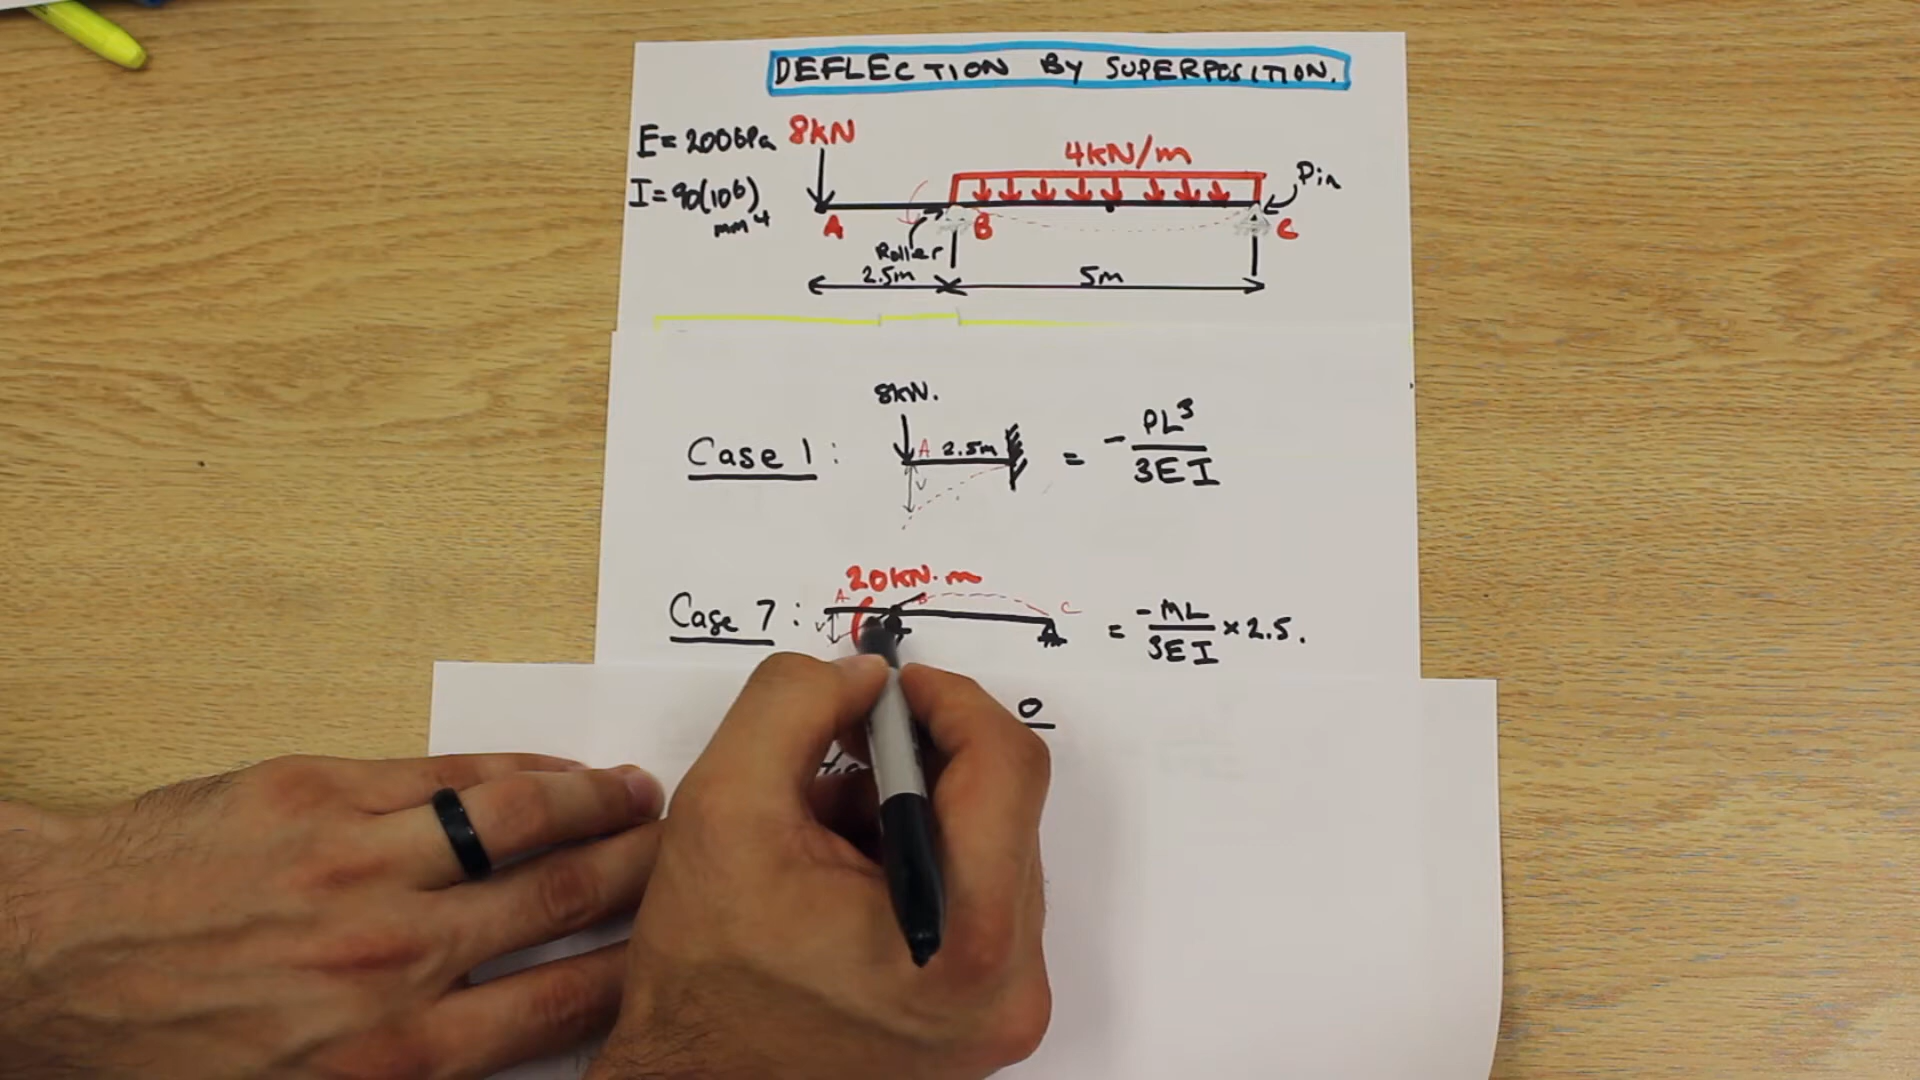 DEFLECTION BY SUPERPOSITION.
E = 200GPa
8kN
4kN/m
Pin
I = 90(10⁶)
mm⁴
A
B
C
Roller
2.5m
5m
8kN.
Case 1:
A 2.5m
= -PL³/3EI
V
20kN·m
Case 7:
A
B
C
V
= -ML/3EI × 2.5.
0